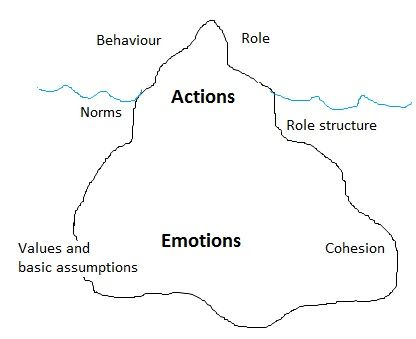 Behaviour
Role
Actions
Norms
Role structure
Emotions
Values and
basic assumptions
Cohesion